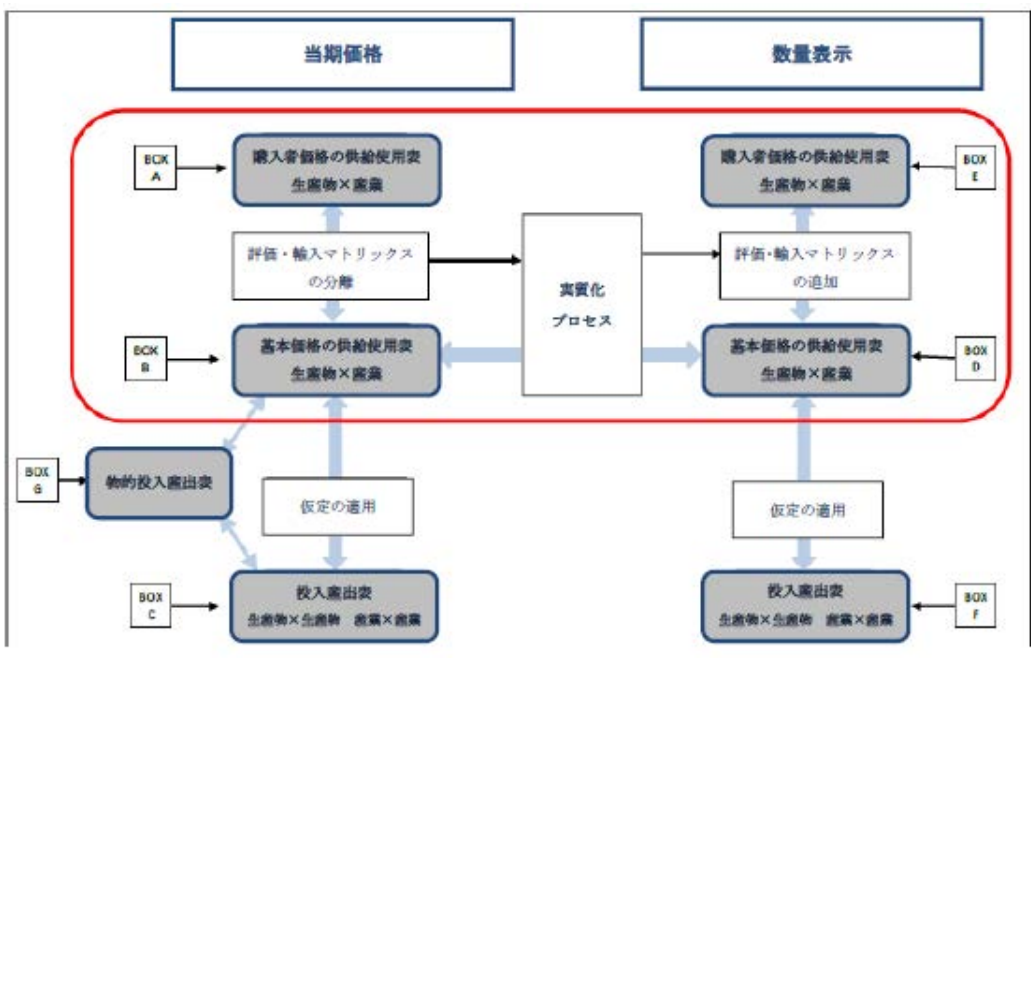 当期価格
数量表示
BOX
A
購入者価格の供給使用表
生産物×産業
購入者価格の供給使用表
生産物×産業
BOX
E
評価・輸入マトリックス
の分離
実質化
プロセス
評価・輸入マトリックス
の追加
BOX
B
基本価格の供給使用表
生産物×産業
基本価格の供給使用表
生産物×産業
BOX
D
BOX
G
物的投入産出表
仮定の適用
仮定の適用
BOX
C
投入産出表
生産物×生産物　産業×産業
投入産出表
生産物×生産物　産業×産業
BOX
F